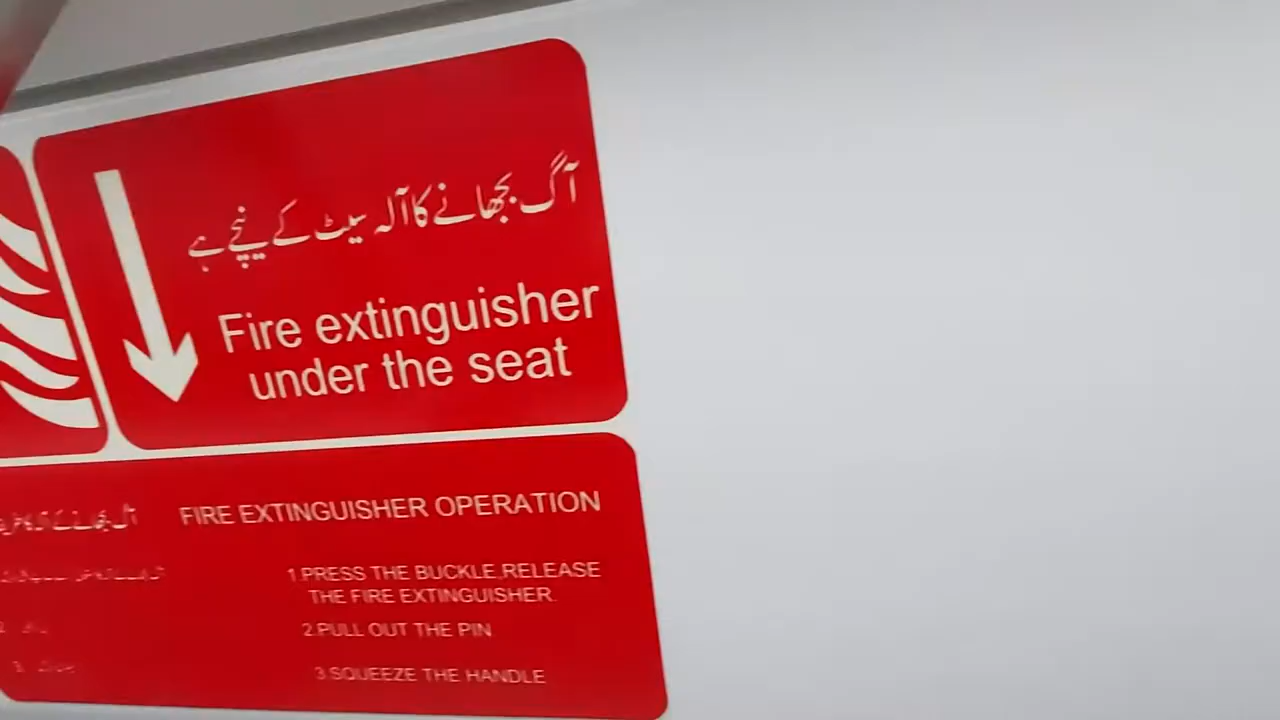 آگ بجھانے کا آلہ سیٹ کے نیچے ہے
Fire extinguisher
under the seat
FIRE EXTINGUISHER OPERATION
1.PRESS THE BUCKLE,RELEASE
THE FIRE EXTINGUISHER.
2.PULL OUT THE PIN
3.SQUEEZE THE HANDLE